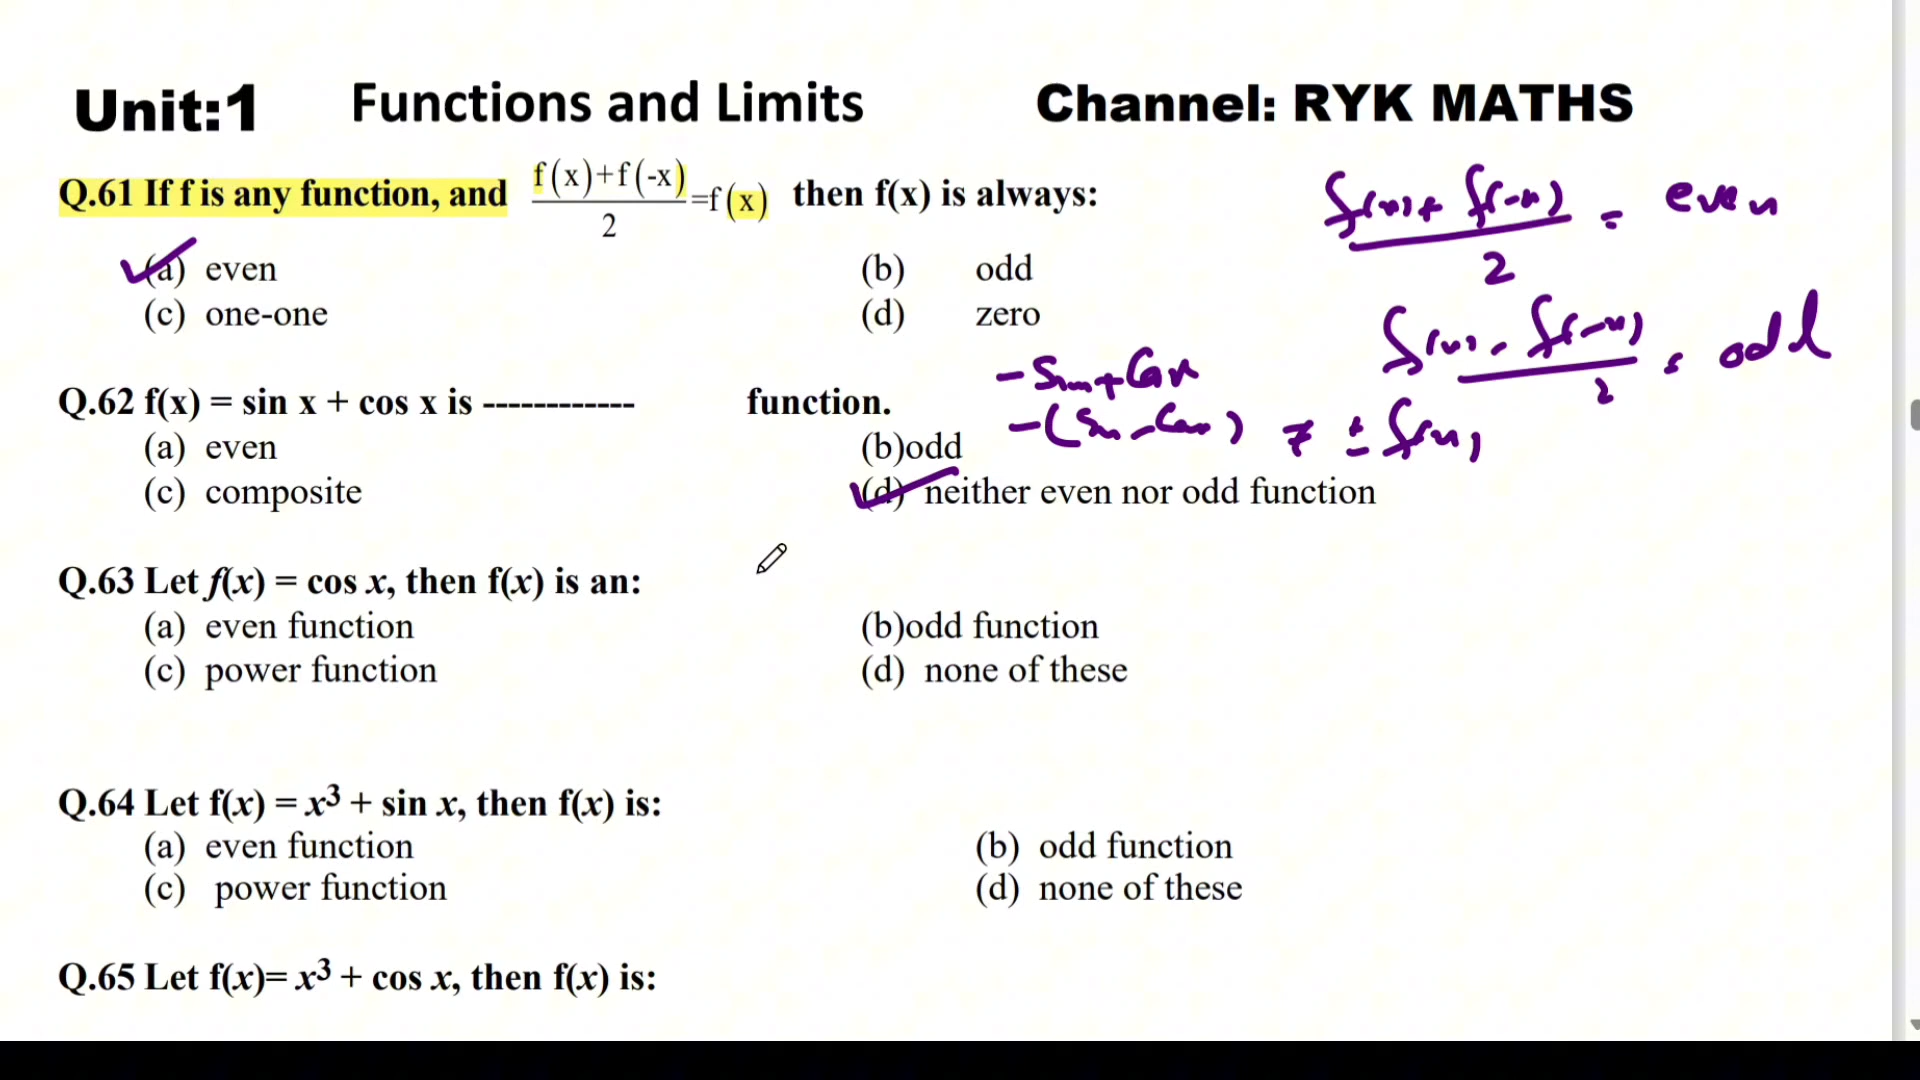 Unit:1 Functions and Limits Channel: RYK MATHS
Q.61 If f is any function, and f(x)+f(-x)/2 =f(x) then f(x) is always:
(a) even (b) odd
(c) one-one (d) zero
f(x)+f(-x)/2 = even
f(x)-f(-x)/2 = odd
Q.62 f(x) = sin x + cos x is ------------ function.
-Sinx+Cosx
-(Sinx-Cosx) ≠ ± f(x)
(a) even (b)odd
(c) composite (d) neither even nor odd function
Q.63 Let f(x) = cos x, then f(x) is an:
(a) even function (b)odd function
(c) power function (d) none of these
Q.64 Let f(x) = x³ + sin x, then f(x) is:
(a) even function (b) odd function
(c) power function (d) none of these
Q.65 Let f(x)= x³ + cos x, then f(x) is: